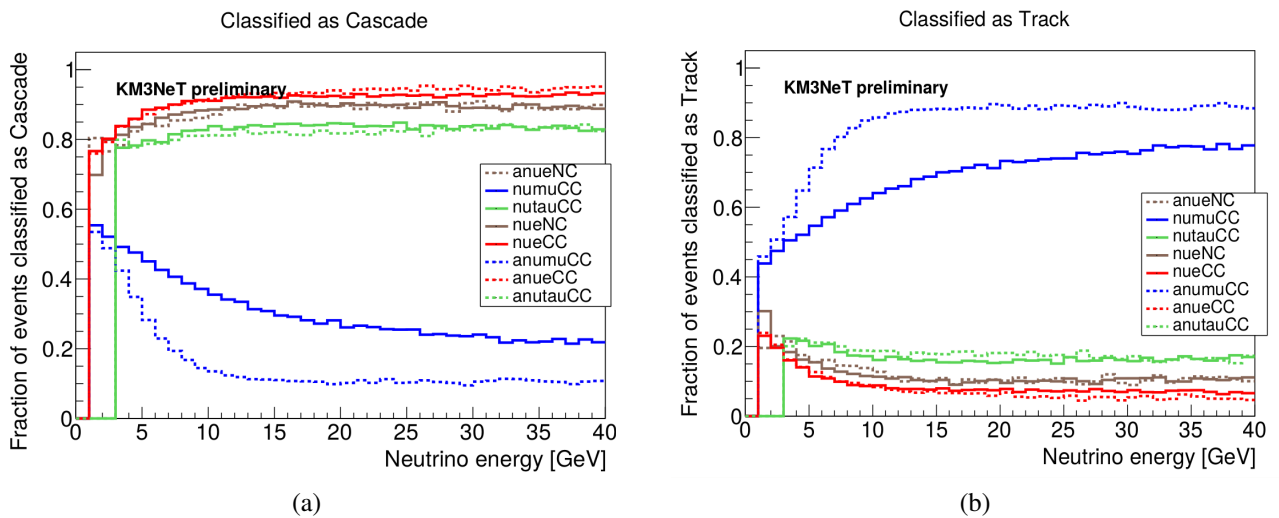 Classified as Cascade
Fraction of events classified as Cascade
1
0.8
0.6
0.4
0.2
0
KM3NeT preliminary
anueNC
numuCC
nutauCC
nueNC
nueCC
anumuCC
anueCC
anutauCC
0 5 10 15 20 25 30 35 40
Neutrino energy [GeV]
(a)
Classified as Track
Fraction of events classified as Track
1
0.8
0.6
0.4
0.2
0
KM3NeT preliminary
anueNC
numuCC
nutauCC
nueNC
nueCC
anumuCC
anueCC
anutauCC
0 5 10 15 20 25 30 35 40
Neutrino energy [GeV]
(b)